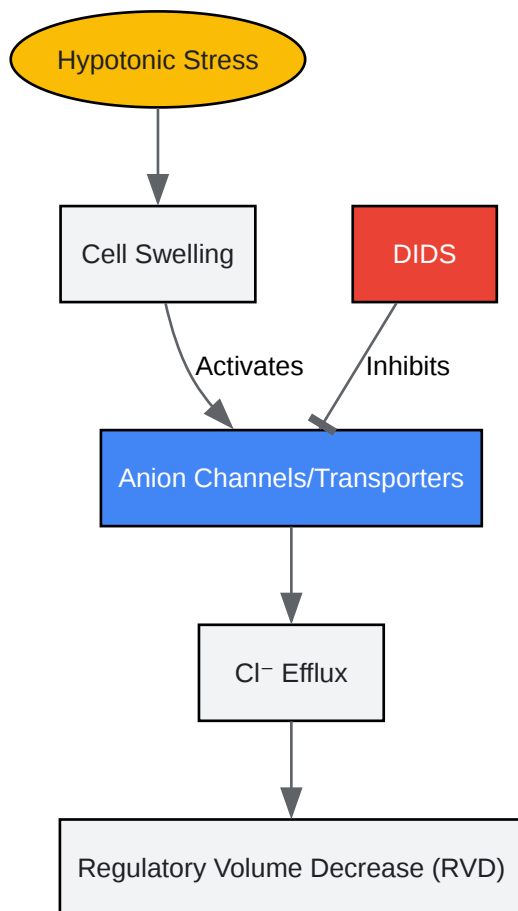 Hypotonic Stress
Cell Swelling
DIDS
Activates
Inhibits
Anion Channels/Transporters
Cl⁻ Efflux
Regulatory Volume Decrease (RVD)